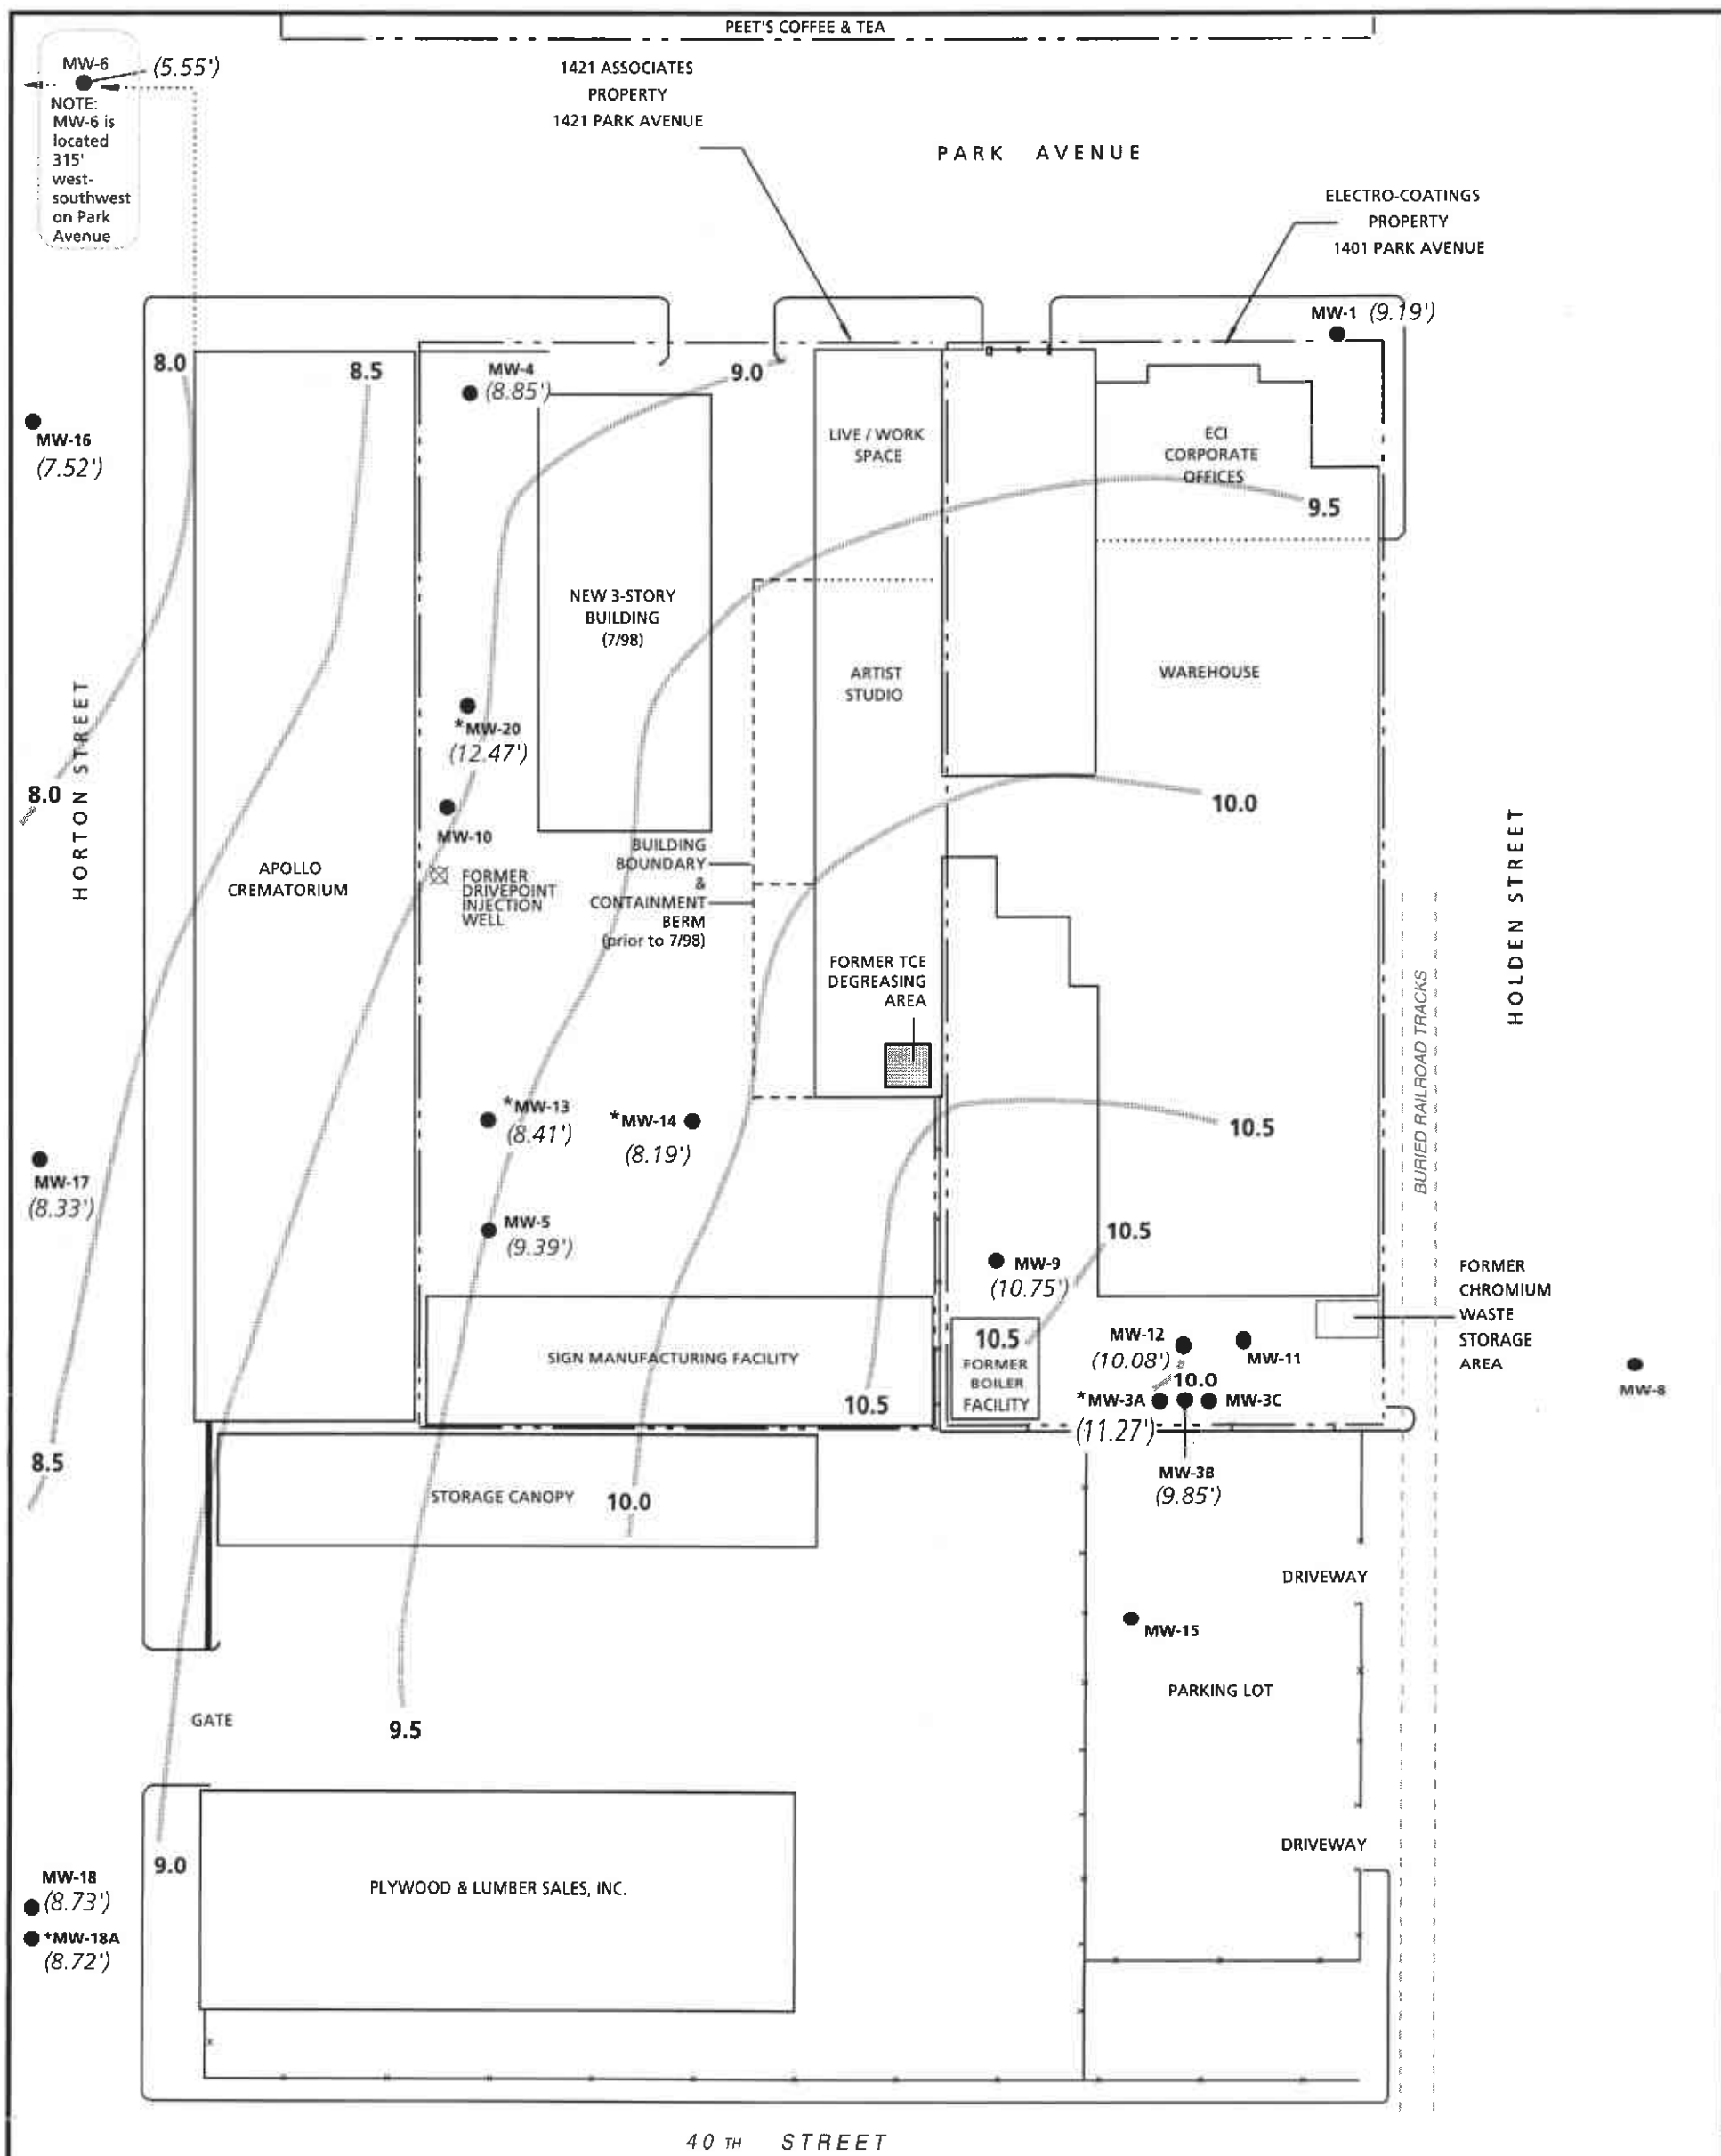 PEET'S COFFEE & TEA
MW-6
(5.55')
NOTE:
MW-6 is
located
315'
west-
southwest
on Park
Avenue
1421 ASSOCIATES
PROPERTY
1421 PARK AVENUE
PARK AVENUE
ELECTRO-COATINGS
PROPERTY
1401 PARK AVENUE
MW-1 (9.19')
8.0
8.5
MW-4
(8.85')
9.0
MW-16
(7.52')
LIVE / WORK
SPACE
ECI
CORPORATE
OFFICES
9.5
NEW 3-STORY
BUILDING
(7/98)
ARTIST
STUDIO
WAREHOUSE
HORTON STREET
*MW-20
(12.47')
8.0
MW-10
10.0
HOLDEN STREET
APOLLO
CREMATORIUM
FORMER
DRIVEPOINT
INJECTION
WELL
BUILDING
BOUNDARY
&
CONTAINMENT
BERM
(prior to 7/98)
FORMER TCE
DEGREASING
AREA
BURIED RAILROAD TRACKS
*MW-13
(8.41')
*MW-14
(8.19')
10.5
MW-17
(8.33')
MW-5
(9.39')
10.5
MW-9
(10.75')
FORMER
CHROMIUM
WASTE
STORAGE
AREA
SIGN MANUFACTURING FACILITY
10.5
FORMER
BOILER
FACILITY
MW-12
(10.08')
MW-11
MW-8
10.0
10.5
*MW-3A
MW-3C
(11.27')
8.5
MW-3B
(9.85')
STORAGE CANOPY
10.0
DRIVEWAY
MW-15
PARKING LOT
GATE
9.5
DRIVEWAY
9.0
MW-18
(8.73')
*MW-18A
(8.72')
PLYWOOD & LUMBER SALES, INC.
40 TH STREET